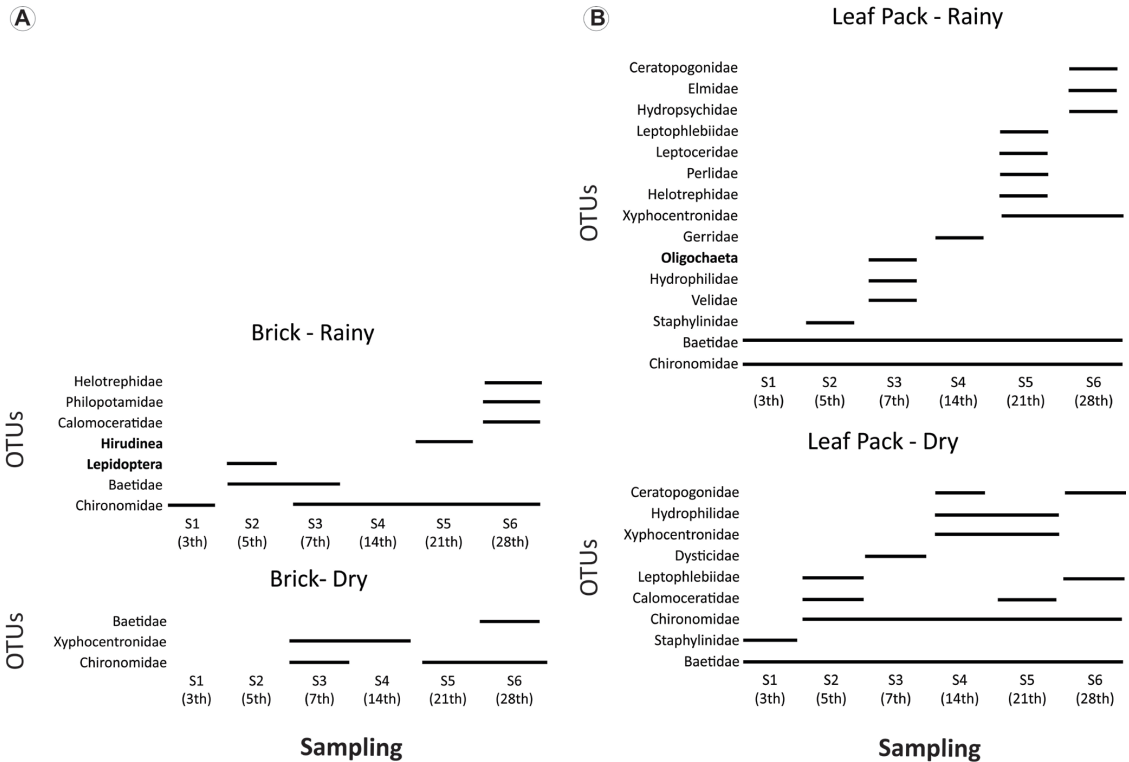 A
Brick - Rainy
OTUs
Helotrephidae
Philopotamidae
Calomoceratidae
Hirudinea
Lepidoptera
Baetidae
Chironomidae
S1 S2 S3 S4 S5 S6
(3th) (5th) (7th) (14th) (21th) (28th)
Brick- Dry
OTUs
Baetidae
Xyphocentronidae
Chironomidae
S1 S2 S3 S4 S5 S6
(3th) (5th) (7th) (14th) (21th) (28th)
Sampling
B
Leaf Pack - Rainy
OTUs
Ceratopogonidae
Elmidae
Hydropsychidae
Leptophlebiidae
Leptoceridae
Perlidae
Helotrephidae
Xyphocentronidae
Gerridae
Oligochaeta
Hydrophilidae
Velidae
Staphylinidae
Baetidae
Chironomidae
S1 S2 S3 S4 S5 S6
(3th) (5th) (7th) (14th) (21th) (28th)
Leaf Pack - Dry
OTUs
Ceratopogonidae
Hydrophilidae
Xyphocentronidae
Dysticidae
Leptophlebiidae
Calomoceratidae
Chironomidae
Staphylinidae
Baetidae
S1 S2 S3 S4 S5 S6
(3th) (5th) (7th) (14th) (21th) (28th)
Sampling